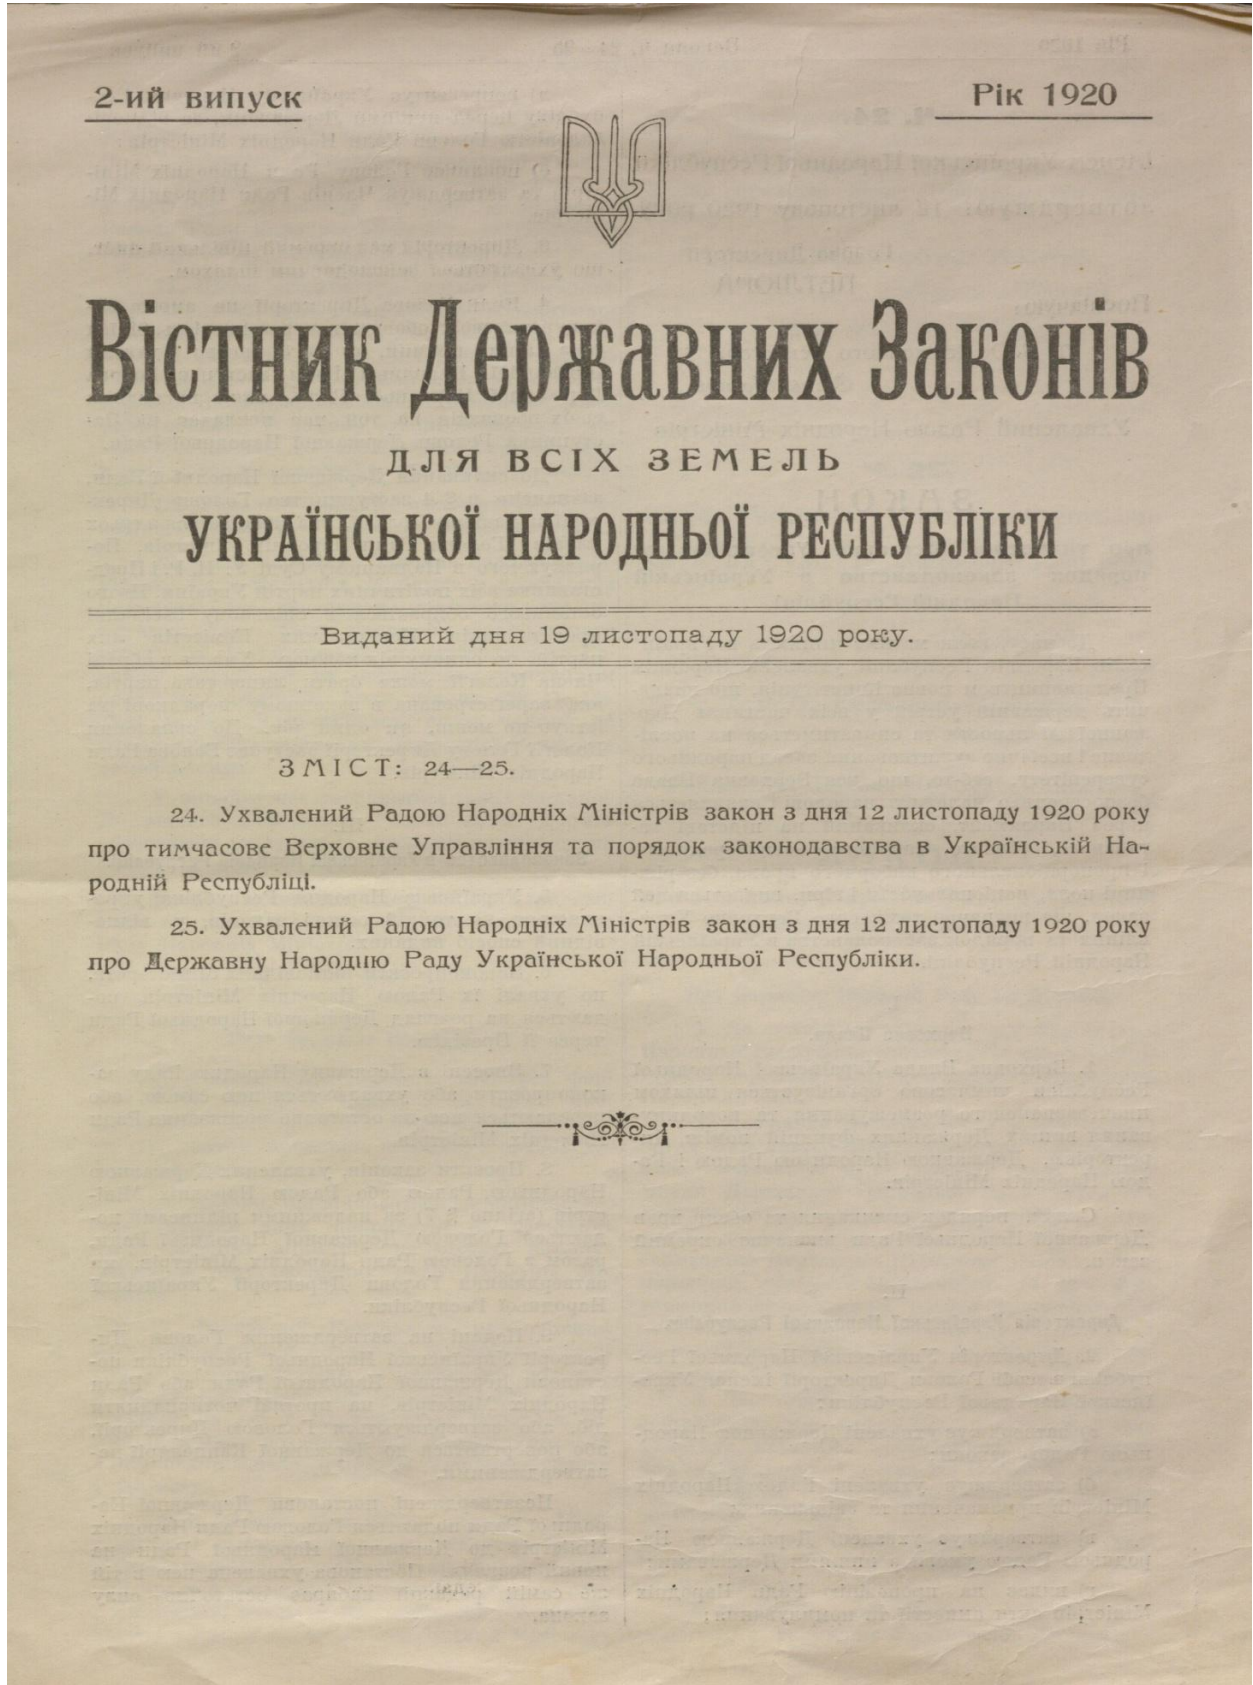 2-ий випуск
Рік 1920
Вістник Державних Законів
ДЛЯ ВСІХ ЗЕМЕЛЬ
УКРАЇНСЬКОЇ НАРОДНЬОЇ РЕСПУБЛІКИ
Виданий дня 19 листопаду 1920 року.
ЗМІСТ: 24—25.
24. Ухвалений Радою Народніх Міністрів закон з дня 12 листопаду 1920 року
про тимчасове Верховне Управління та порядок законодавства в Українській На-
родній Республіці.
25. Ухвалений Радою Народніх Міністрів закон з дня 12 листопаду 1920 року
про Державну Народню Раду Української Народньої Республіки.